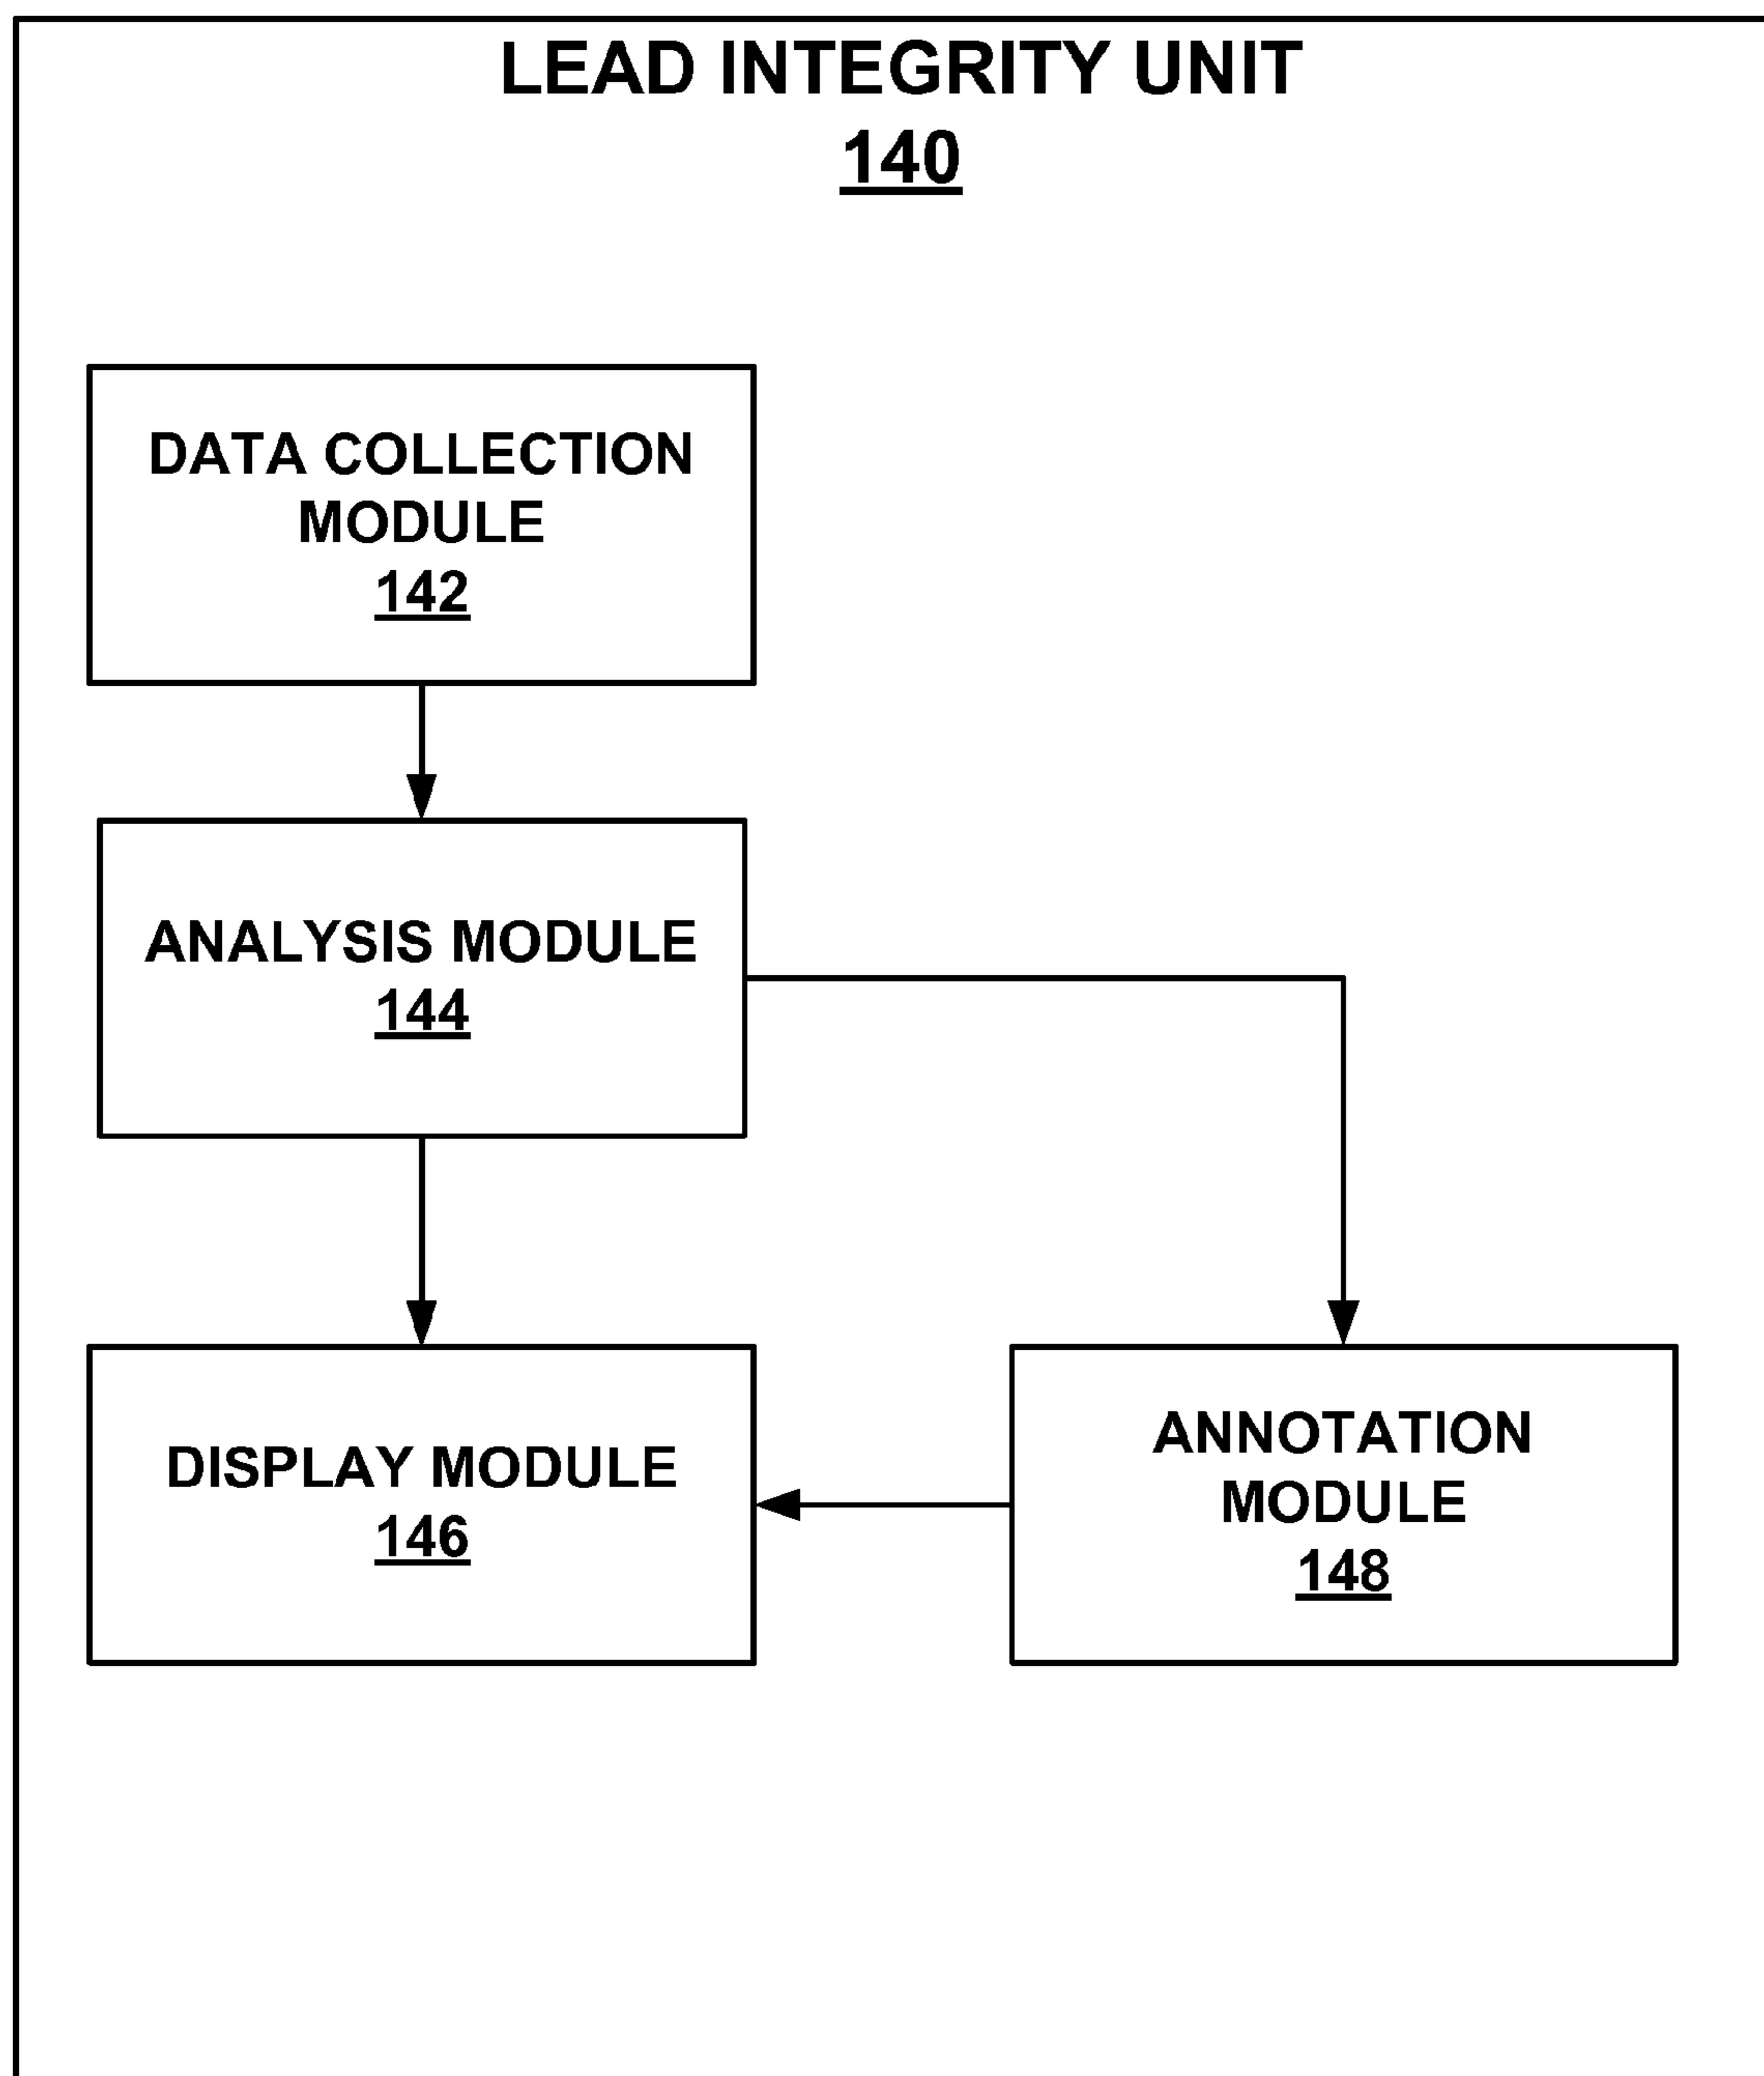 LEAD INTEGRITY UNIT
140
DATA COLLECTION
MODULE
142
ANALYSIS MODULE
144
DISPLAY MODULE
146
ANNOTATION
MODULE
148